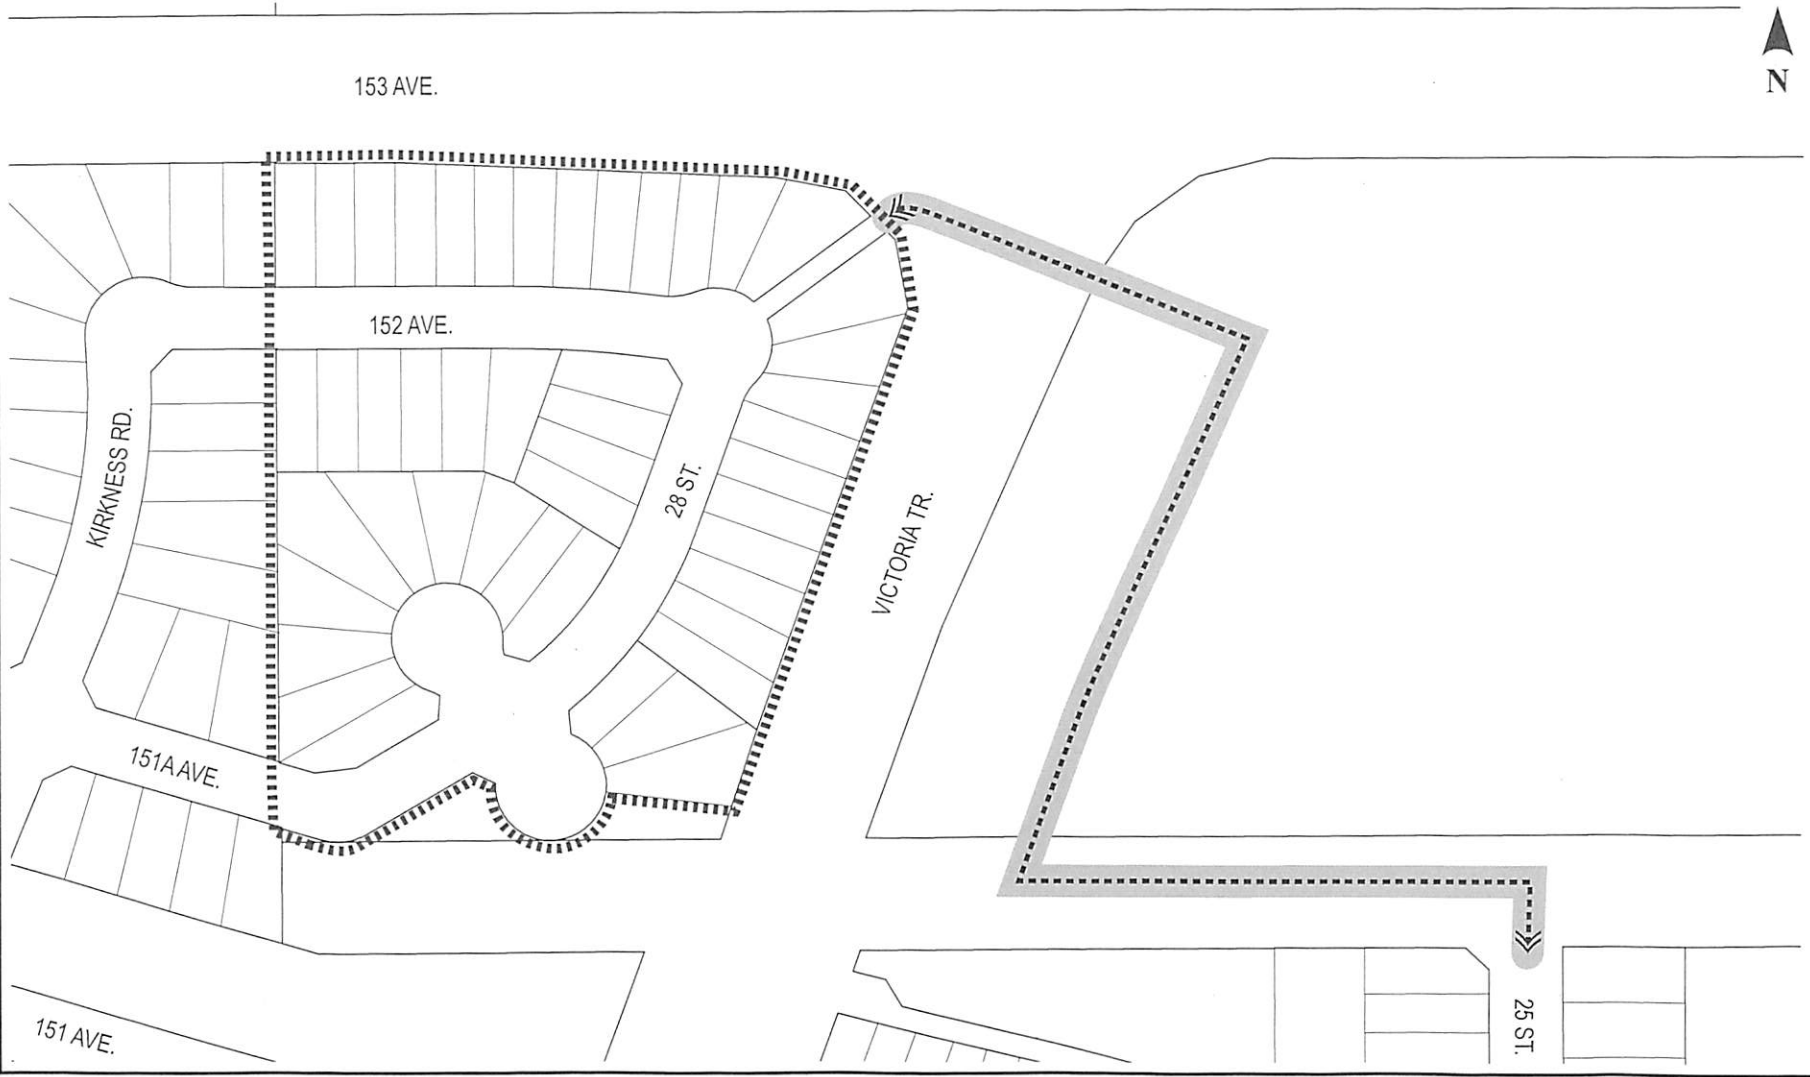 153 AVE.
N
152 AVE.
KIRKNESS RD.
28 ST.
VICTORIA TR.
151A AVE.
25 ST.
151 AVE.